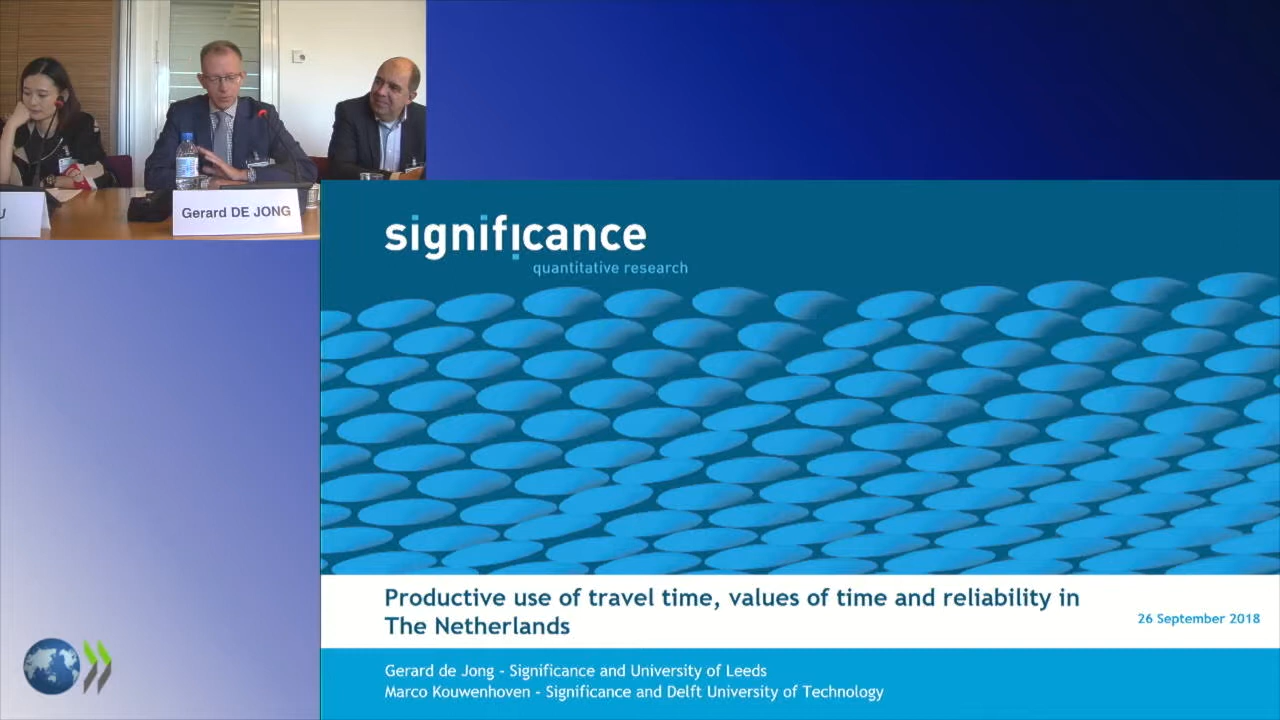 U
Gerard DE JONG
significance
quantitative research
Productive use of travel time, values of time and reliability in
The Netherlands
26 September 2018
Gerard de Jong - Significance and University of Leeds
Marco Kouwenhoven - Significance and Delft University of Technology